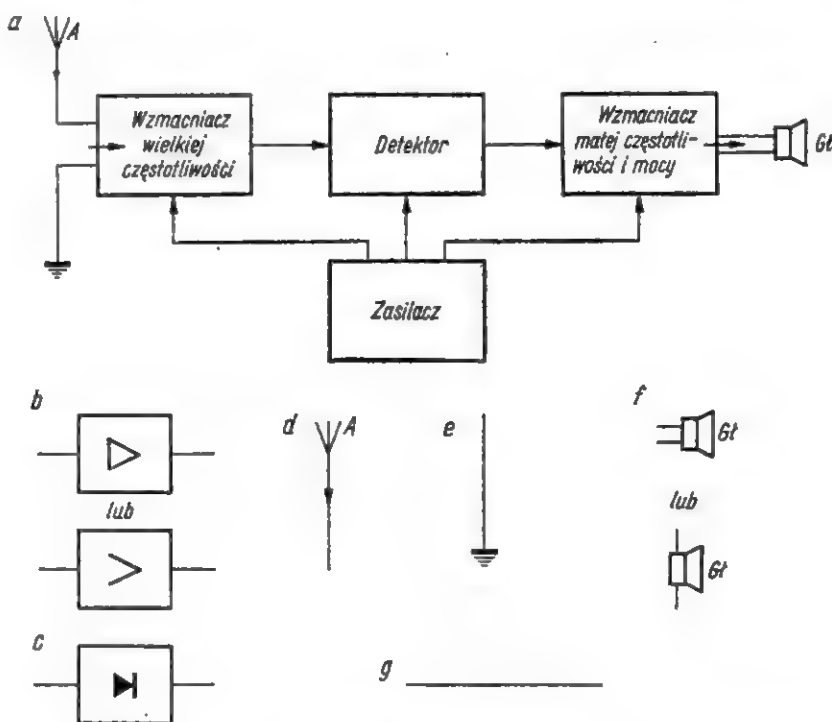 a
A
Wzmacniacz
wielkiej
częstotliwości
Detektor
Wzmacniacz
małej częstotli-
wości i mocy
Gł
Zasilacz
b
lub
c
d
A
e
f
Gł
lub
Gł
g